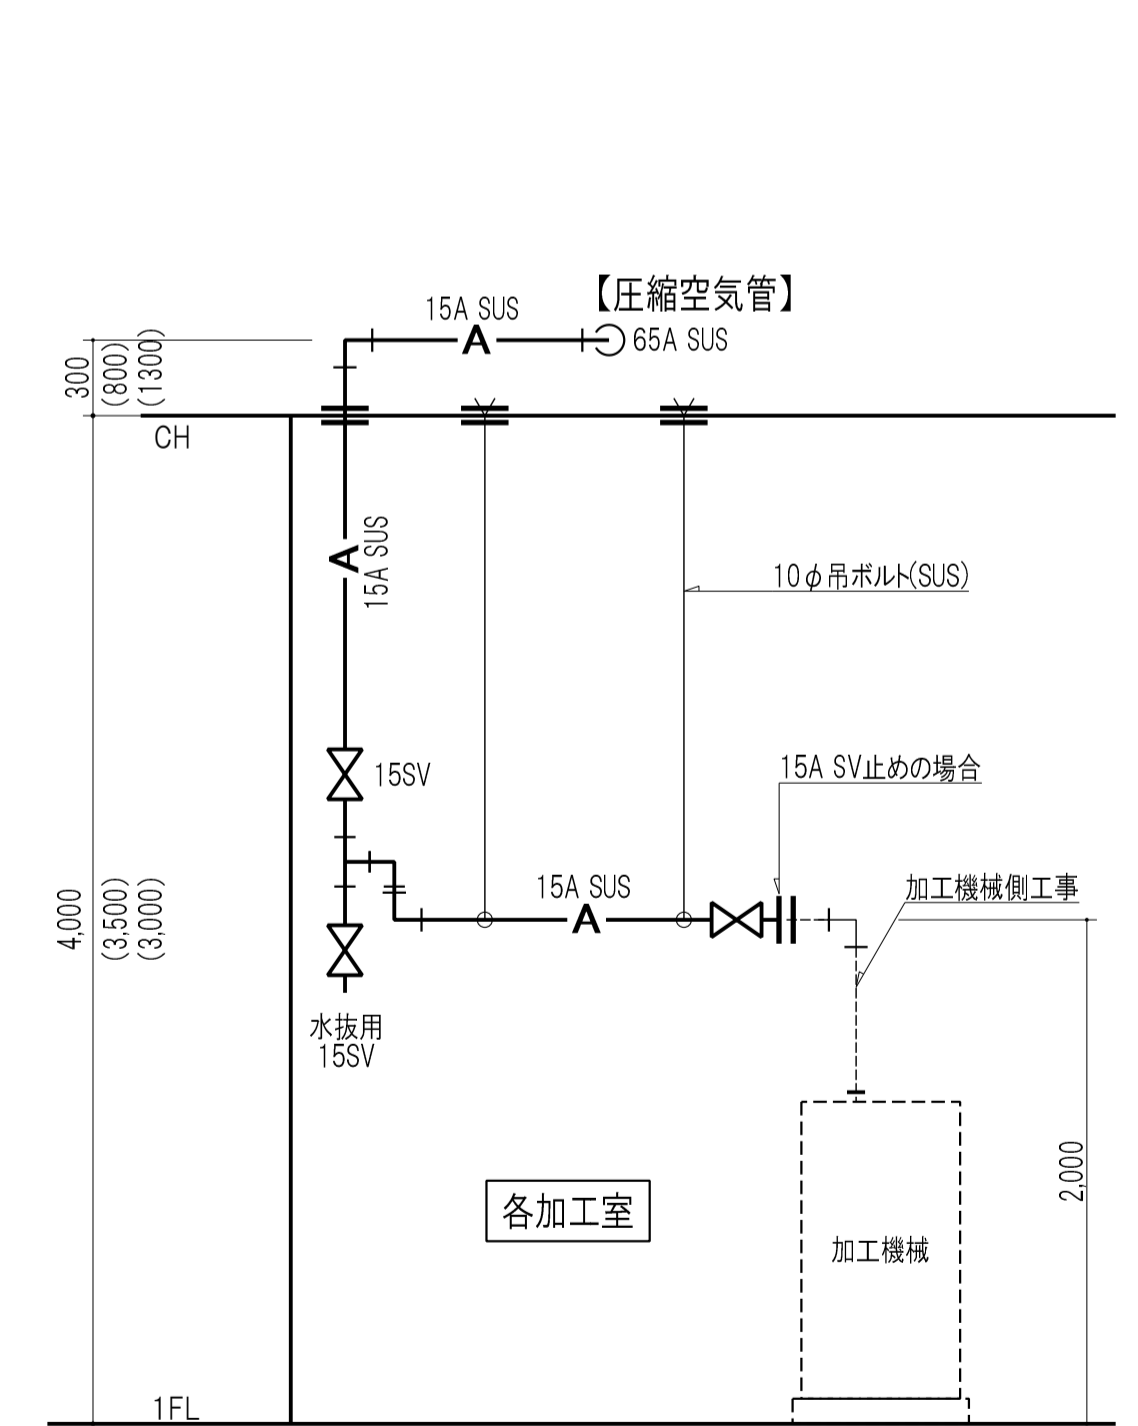 【圧縮空気管】
15A SUS
A
65A SUS
300
(800)
(1300)
CH
A
15A SUS
10φ吊ボルト(SUS)
15SV
15A SV止めの場合
15A SUS
A
加工機械側工事
4,000
(3,500)
(3,000)
水抜用
15SV
各加工室
加工機械
2,000
1FL